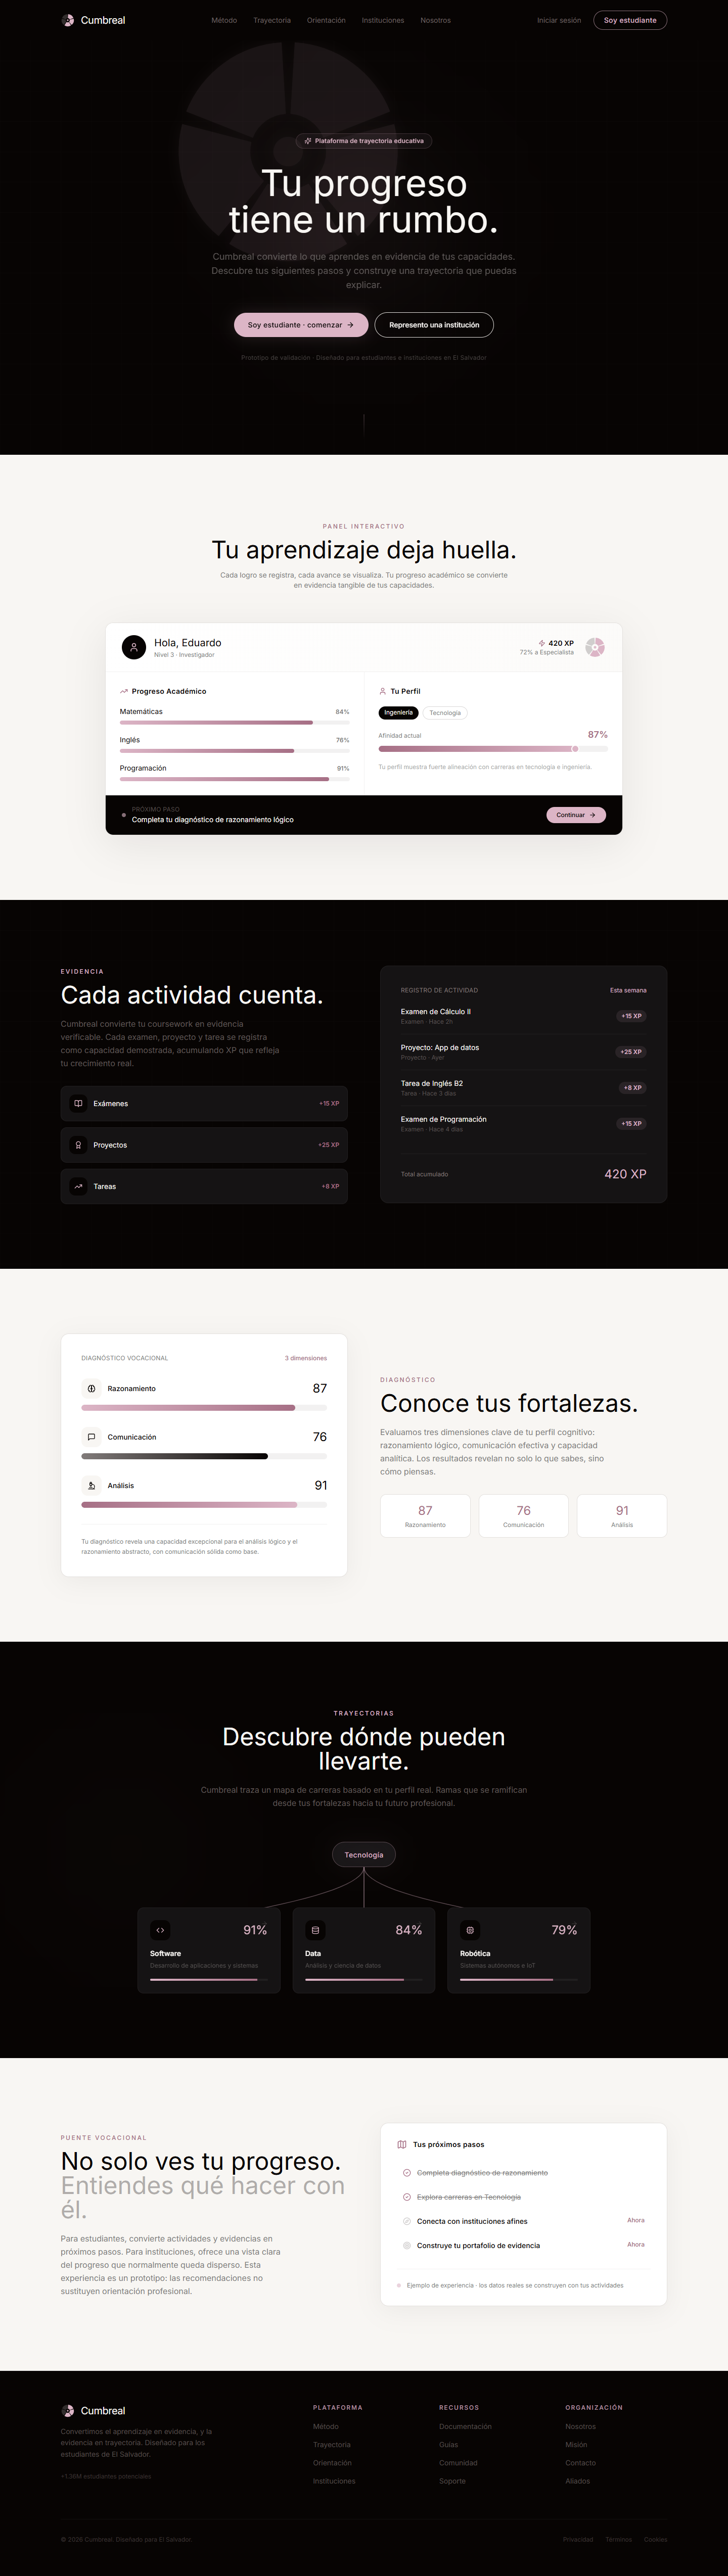 Cumbreal
Método
Trayectoria
Orientación
Instituciones
Nosotros
Iniciar sesión
Soy estudiante
Plataforma de trayectoria educativa
Tu progreso
tiene un rumbo.
Cumbreal convierte lo que aprendes en evidencia de tus capacidades.
Descubre tus siguientes pasos y construye una trayectoria que puedas
explicar.
Soy estudiante · comenzar →
Represento una institución
Prototipo de validación · Diseñado para estudiantes e instituciones en El Salvador
PANEL INTERACTIVO
Tu aprendizaje deja huella.
Cada logro se registra, cada avance se visualiza. Tu progreso académico se convierte
en evidencia tangible de tus capacidades.
Hola, Eduardo
Nivel 3 · Investigador
420 XP
72% a Especialista
Progreso Académico
Matemáticas
84%
Inglés
76%
Programación
91%
Tu Perfil
Ingeniería
Tecnología
Afinidad actual
87%
Tu perfil muestra fuerte alineación con carreras en tecnología e ingeniería.
PRÓXIMO PASO
Completa tu diagnóstico de razonamiento lógico
Continuar →
EVIDENCIA
Cada actividad cuenta.
Cumbreal convierte tu coursework en evidencia
verificable. Cada examen, proyecto y tarea se registra
como capacidad demostrada, acumulando XP que refleja
tu crecimiento real.
Exámenes
+15 XP
Proyectos
+25 XP
Tareas
+8 XP
REGISTRO DE ACTIVIDAD
Esta semana
Examen de Cálculo II
Examen · Hace 2h
+15 XP
Proyecto: App de datos
Proyecto · Ayer
+25 XP
Tarea de Inglés B2
Tarea · Hace 3 días
+8 XP
Examen de Programación
Examen · Hace 4 días
+15 XP
Total acumulado
420 XP
DIAGNÓSTICO VOCACIONAL
3 dimensiones
Razonamiento
87
Comunicación
76
Análisis
91
Tu diagnóstico revela una capacidad excepcional para el análisis lógico y el
razonamiento abstracto, con comunicación sólida como base.
DIAGNÓSTICO
Conoce tus fortalezas.
Evaluamos tres dimensiones clave de tu perfil cognitivo:
razonamiento lógico, comunicación efectiva y capacidad
analítica. Los resultados revelan no solo lo que sabes, sino
cómo piensas.
87
Razonamiento
76
Comunicación
91
Análisis
TRAYECTORIAS
Descubre dónde pueden
llevarte.
Cumbreal traza un mapa de carreras basado en tu perfil real. Ramas que se ramifican
desde tus fortalezas hacia tu futuro profesional.
Tecnología
91%
Software
Desarrollo de aplicaciones y sistemas
84%
Data
Análisis y ciencia de datos
79%
Robótica
Sistemas autónomos e IoT
PUENTE VOCACIONAL
No solo ves tu progreso.
Entiendes qué hacer con
él.
Para estudiantes, convierte actividades y evidencias en
próximos pasos. Para instituciones, ofrece una vista clara
del progreso que normalmente queda disperso. Esta
experiencia es un prototipo: las recomendaciones no
sustituyen orientación profesional.
Tus próximos pasos
Completa diagnóstico de razonamiento
Explora carreras en Tecnología
Conecta con instituciones afines
Ahora
Construye tu portafolio de evidencia
Ahora
Ejemplo de experiencia · los datos reales se construyen con tus actividades
Cumbreal
Convertimos el aprendizaje en evidencia, y la
evidencia en trayectoria. Diseñado para los
estudiantes de El Salvador.
+1.06M estudiantes potenciales
PLATAFORMA
Método
Trayectoria
Orientación
Instituciones
RECURSOS
Documentación
Guías
Comunidad
Soporte
ORGANIZACIÓN
Nosotros
Misión
Contacto
Aliados
© 2026 Cumbreal. Diseñado para El Salvador.
Privacidad
Términos
Cookies